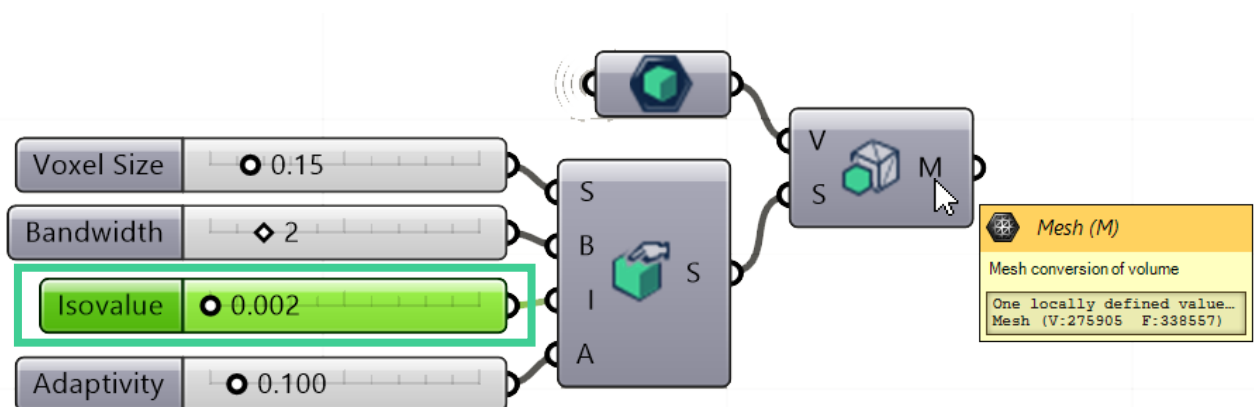 Voxel Size 0.15
Bandwidth 2
Isovalue 0.002
Adaptivity 0.100
S
B
I
A
S
V
S
M
Mesh (M)
Mesh conversion of volume
One locally defined value…
Mesh (V:275905 F:338557)